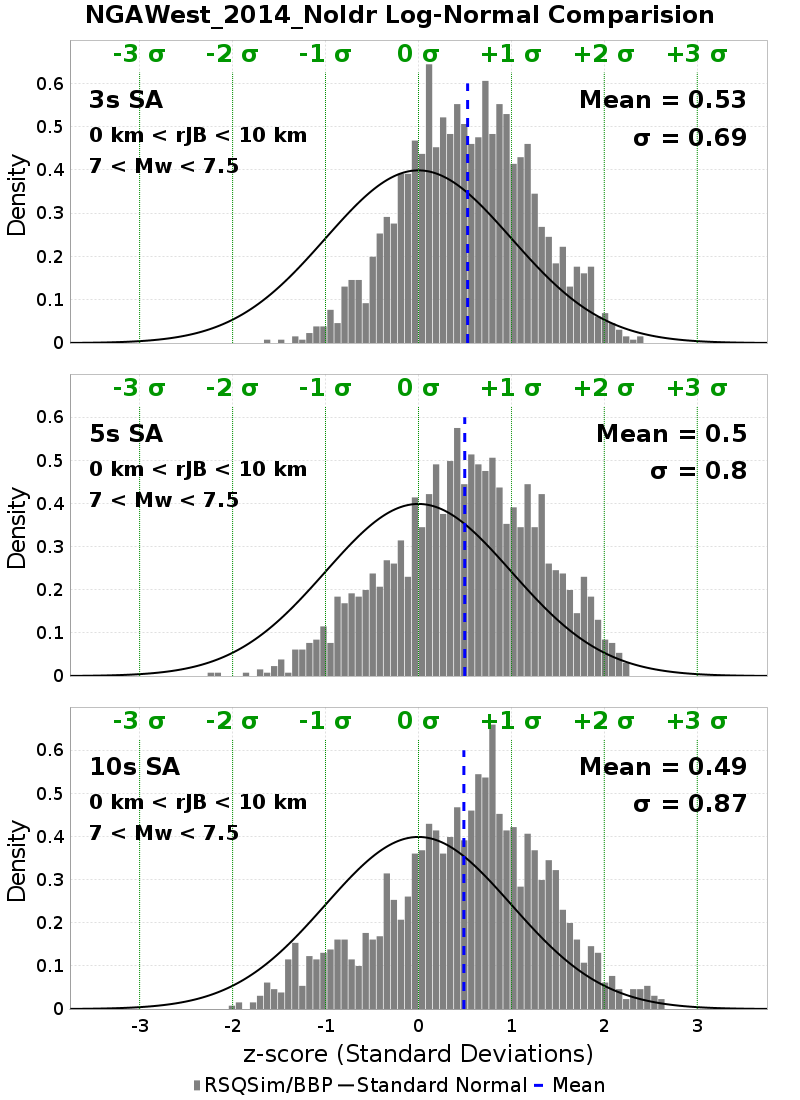 NGAWest_2014_NoIdr Log-Normal Comparision
-3 σ -2 σ -1 σ 0 σ +1 σ +2 σ +3 σ
0.6
3s SA Mean = 0.53
0.5
0 km < rJB < 10 km σ = 0.69
7 < Mw < 7.5
0.4
Density
0.3
0.2
0.1
0
-3 σ -2 σ -1 σ 0 σ +1 σ +2 σ +3 σ
0.6
5s SA Mean = 0.5
0.5
0 km < rJB < 10 km σ = 0.8
7 < Mw < 7.5
0.4
Density
0.3
0.2
0.1
0
-3 σ -2 σ -1 σ 0 σ +1 σ +2 σ +3 σ
0.6
10s SA Mean = 0.49
0.5
0 km < rJB < 10 km σ = 0.87
7 < Mw < 7.5
0.4
Density
0.3
0.2
0.1
0
-3 -2 -1 0 1 2 3
z-score (Standard Deviations)
RSQSim/BBP Standard Normal Mean